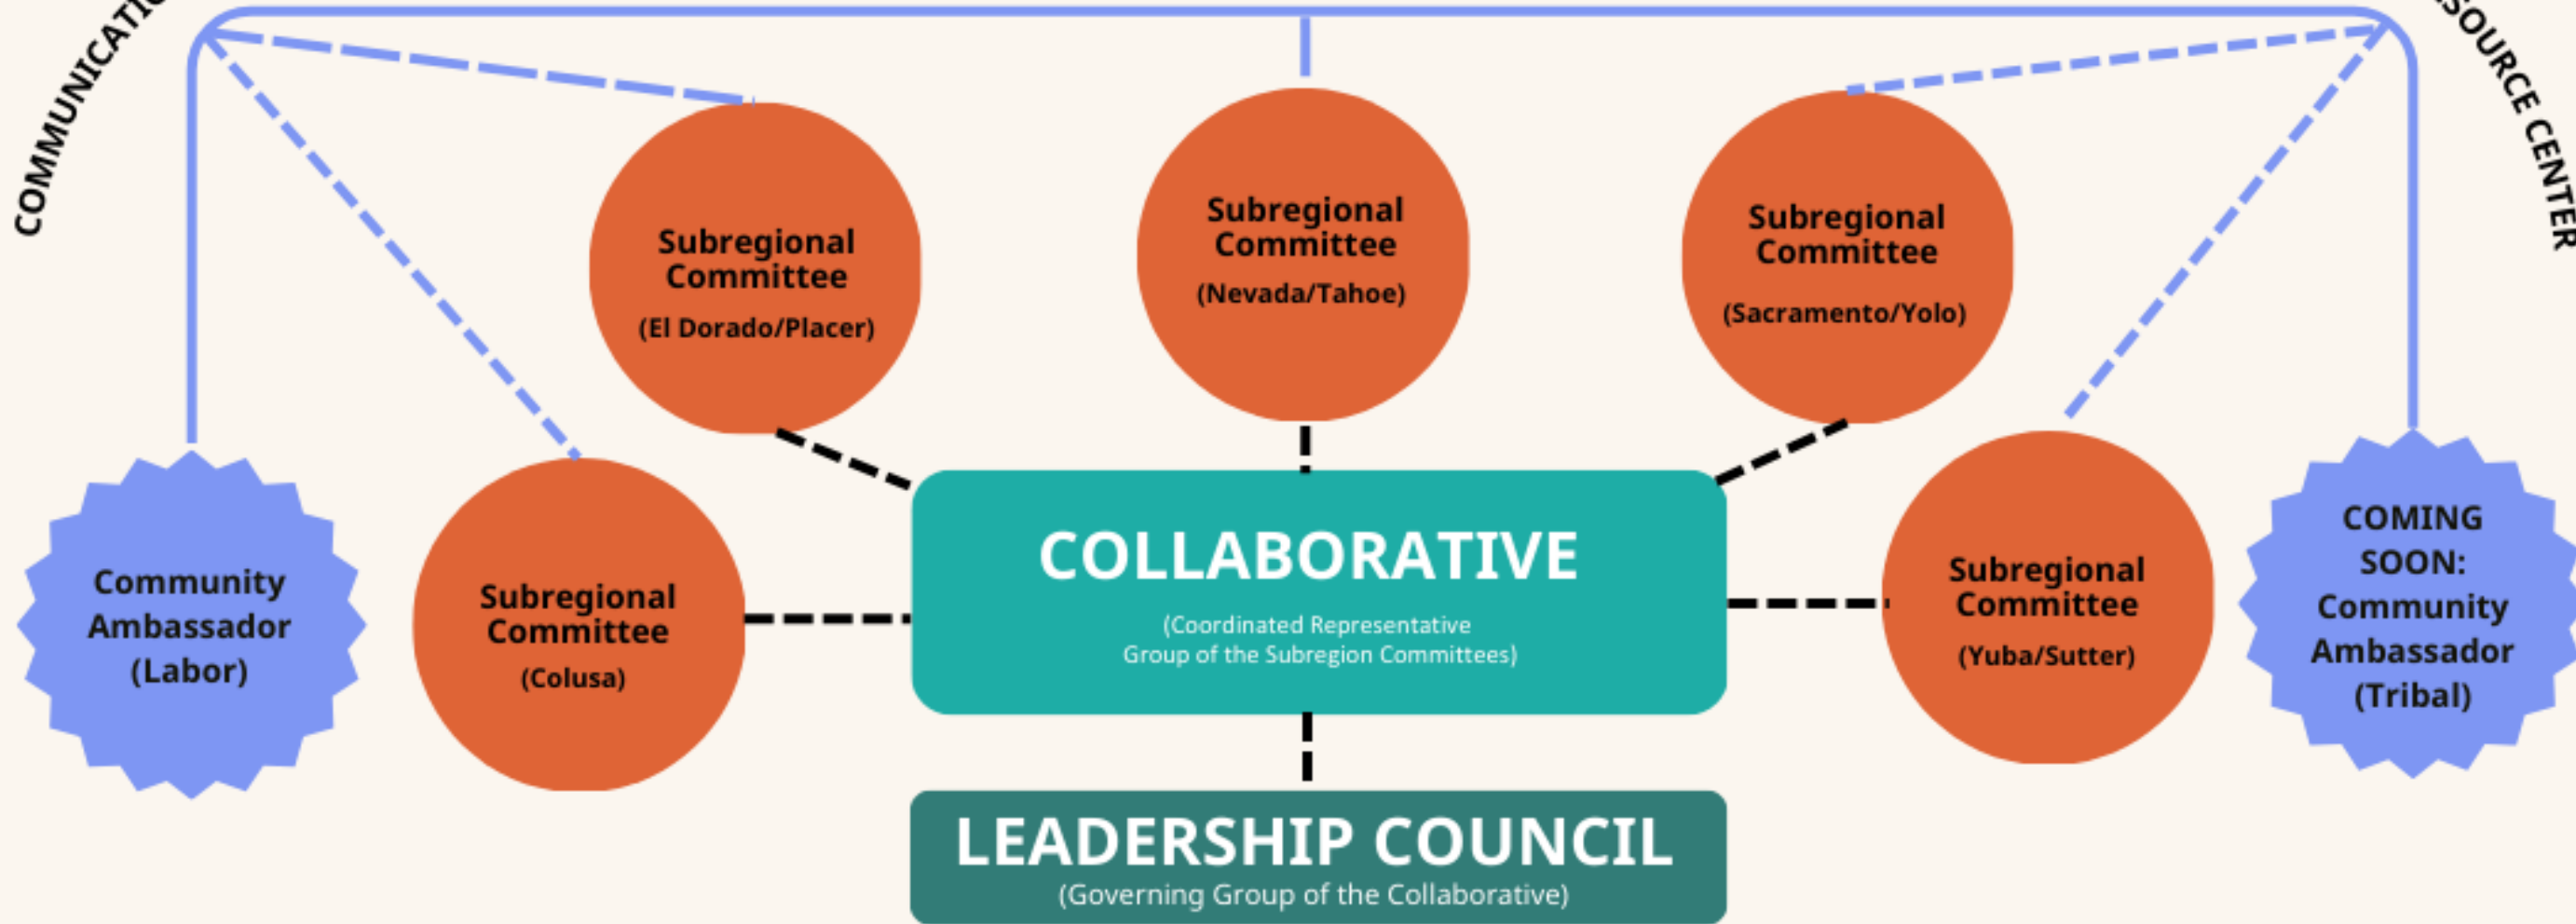 Subregional
Committee
(El Dorado/Placer)
Subregional
Committee
(Nevada/Tahoe)
Subregional
Committee
(Sacramento/Yolo)
CENTER
Community
Ambassador
(Labor)
Subregional
Committee
(Colusa)
COLLABORATIVE
(Coordinated Representative
Group of the Subregion Committees)
Subregional
Committee
(Yuba/Sutter)
COMING
SOON:
Community
Ambassador
(Tribal)
LEADERSHIP COUNCIL
(Governing Group of the Collaborative)